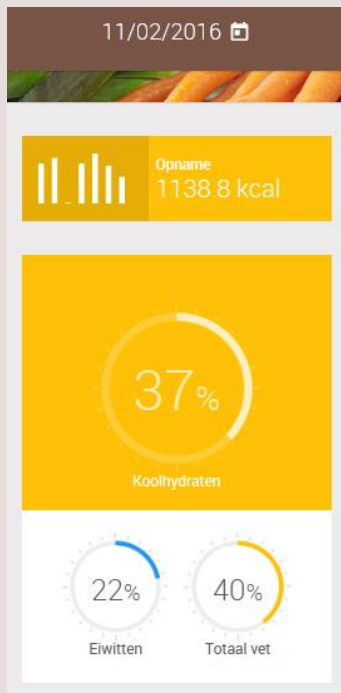 11/02/2016
Opname
1138.8 kcal
37%
Koolhydraten
22%
40%
Eiwitten
Totaal vet